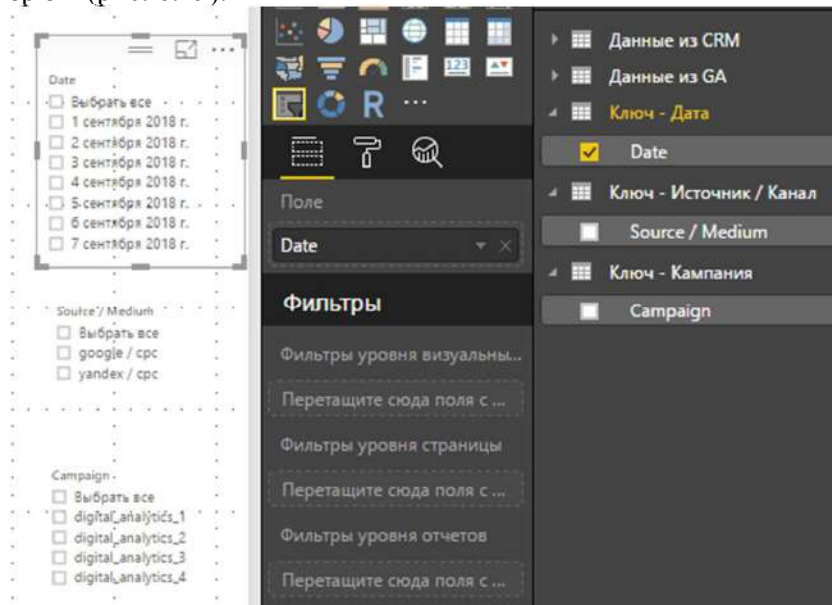 Date
Выбрать все
1 сентября 2018 г.
2 сентября 2018 г.
3 сентября 2018 г.
4 сентября 2018 г.
5 сентября 2018 г.
6 сентября 2018 г.
7 сентября 2018 г.
Source / Medium
Выбрать все
google / cpc
yandex / cpc
Campaign
Выбрать все
digital_analytics_1
digital_analytics_2
digital_analytics_3
digital_analytics_4
123
R
...
Поле
Date
Фильтры
Фильтры уровня визуальны...
Перетащите сюда поля с ...
Фильтры уровня страницы
Перетащите сюда поля с ...
Фильтры уровня отчетов
Перетащите сюда поля с ...
Данные из CRM
Данные из GA
Ключ - Дата
Date
Ключ - Источник / Канал
Source / Medium
Ключ - Кампания
Campaign